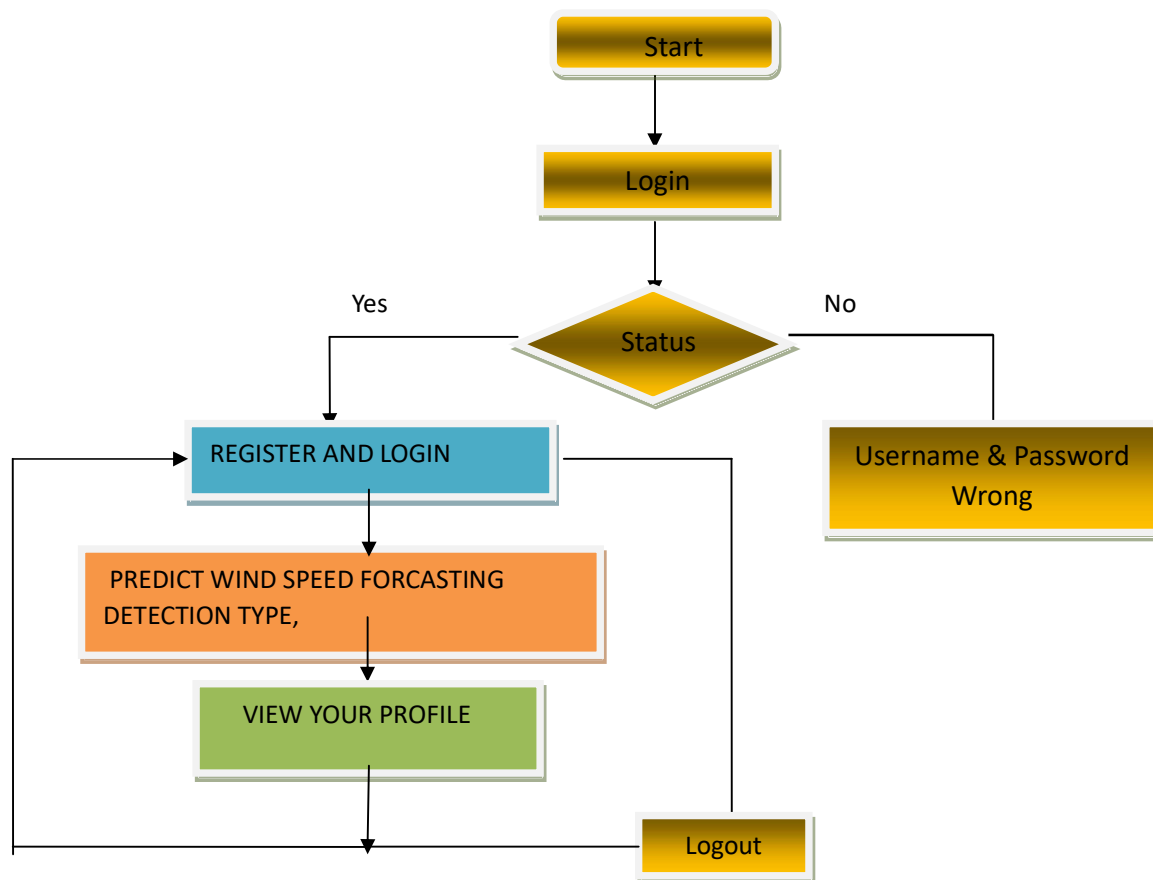 Start
Login
Yes
No
Status
REGISTER AND LOGIN
Username & Password
Wrong
PREDICT WIND SPEED FORCASTING
DETECTION TYPE,
VIEW YOUR PROFILE
Logout